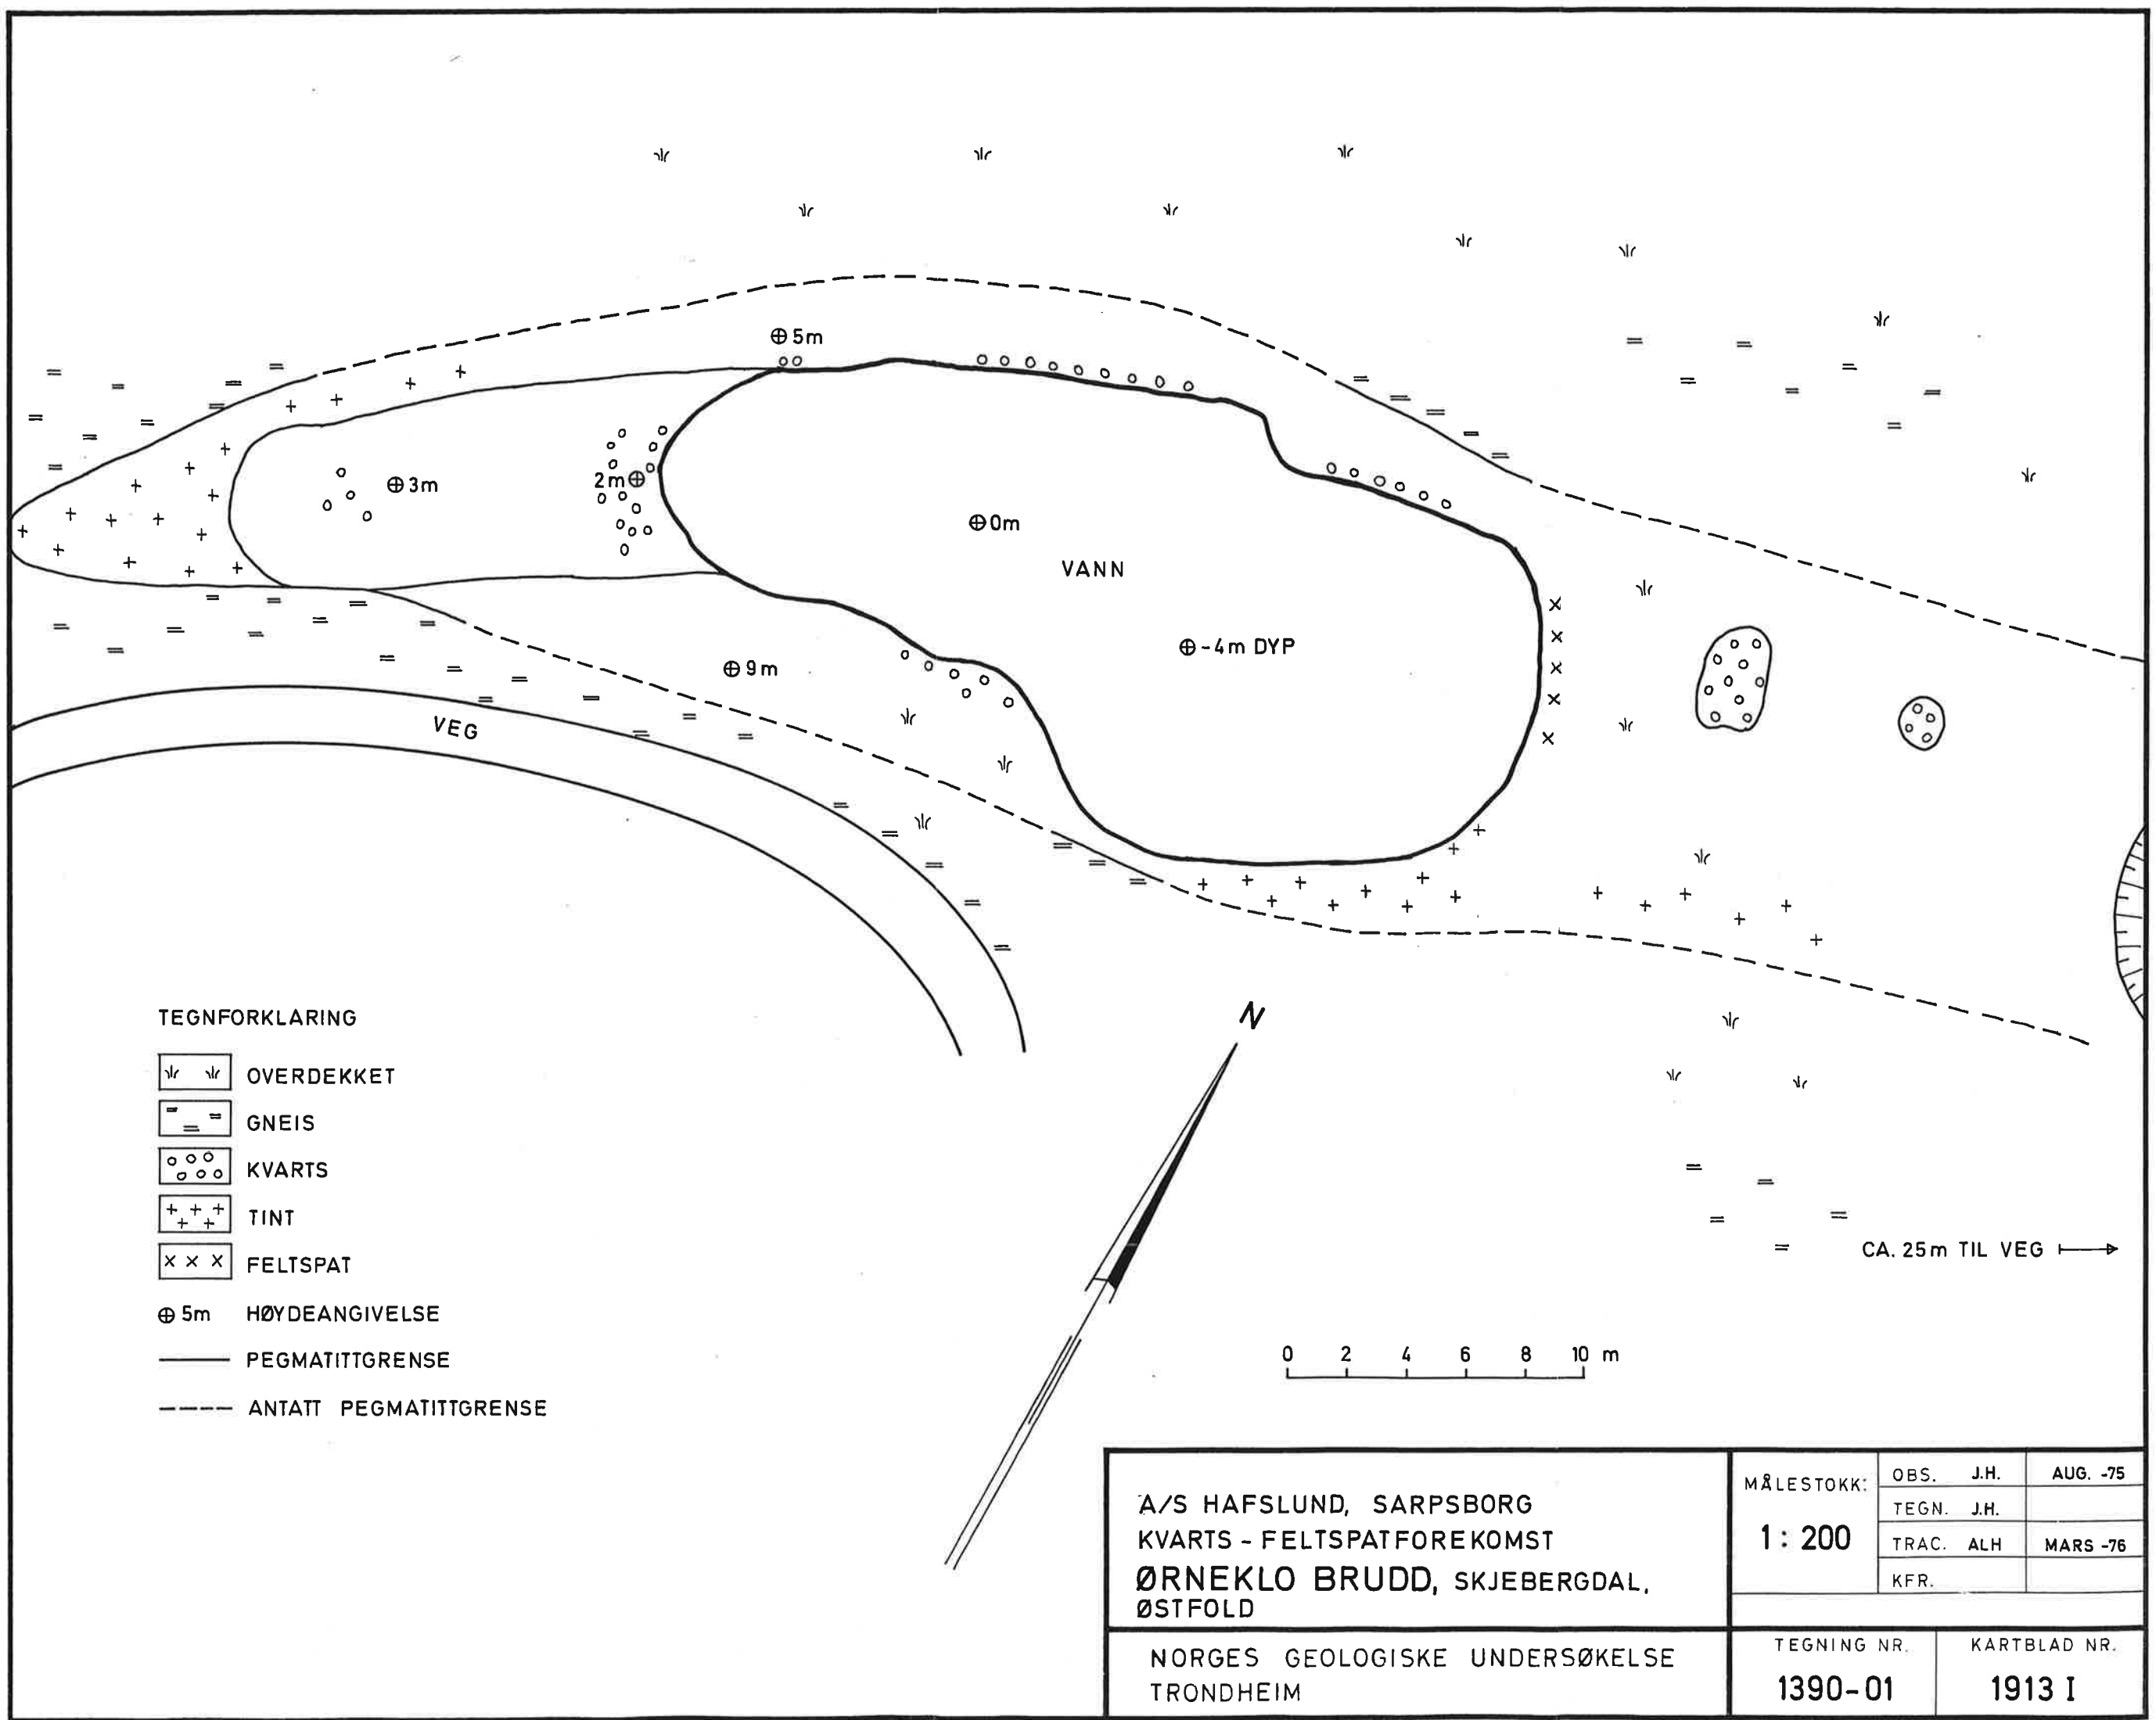 ⊕ 5m
⊕ 3m
2m ⊕
⊕ 0m
VANN
⊕ -4m DYP
⊕ 9m
VEG
TEGNFORKLARING
OVERDEKKET
GNEIS
KVARTS
TINT
FELTSPAT
⊕ 5m HØYDEANGIVELSE
PEGMATITTGRENSE
ANTATT PEGMATITTGRENSE
N
CA. 25m TIL VEG
0 2 4 6 8 10 m
A/S HAFSLUND, SARPSBORG
KVARTS - FELTSPATFOREKOMST
ØRNEKLO BRUDD, SKJEBERGDAL,
ØSTFOLD
MÅLESTOKK:
1 : 200
OBS. J.H. AUG. -75
TEGN. J.H.
TRAC. ALH MARS -76
KFR.
NORGES GEOLOGISKE UNDERSØKELSE
TRONDHEIM
TEGNING NR.
1390-01
KARTBLAD NR.
1913 I